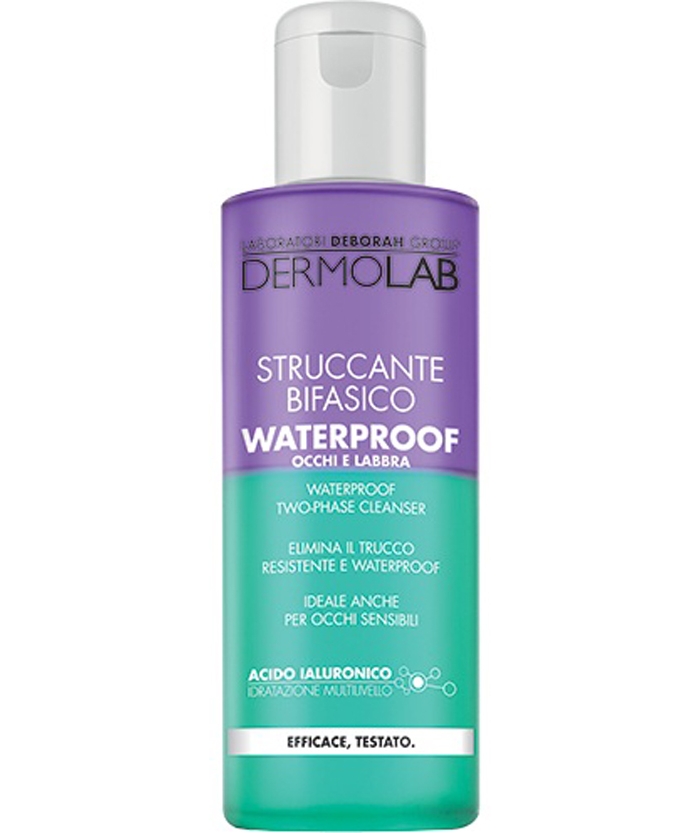 LABORATORI DEBORAH GROUP
DERMOLAB
STRUCCANTE
BIFASICO
WATERPROOF
OCCHI E LABBRA
WATERPROOF
TWO-PHASE CLEANSER
ELIMINA IL TRUCCO
RESISTENTE E WATERPROOF
IDEALE ANCHE
PER OCCHI SENSIBILI
ACIDO IALURONICO
IDRATAZIONE MULTILIVELLO
EFFICACE, TESTATO.